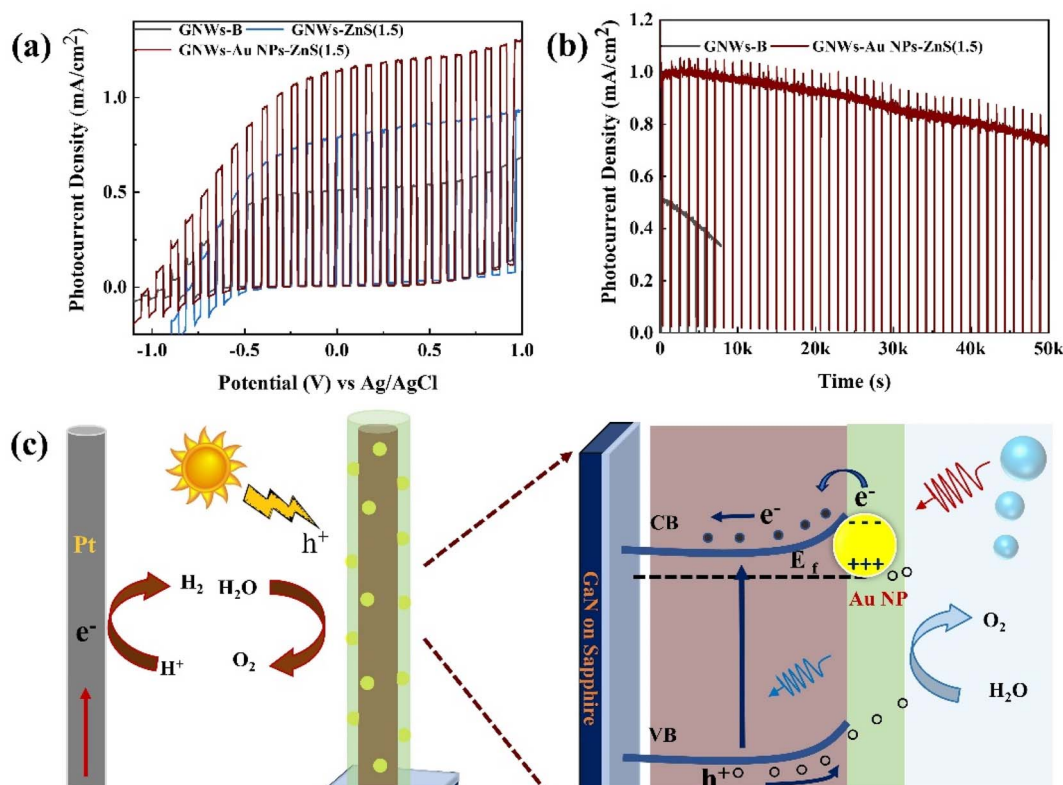 (a)
GNWs-B GNWs-ZnS(1.5)
GNWs-Au NPs-ZnS(1.5)
Photocurrent Density (mA/cm²)
1.0
0.5
0.0
-1.0 -0.5 0.0 0.5 1.0
Potential (V) vs Ag/AgCl
(b)
GNWs-B GNWs-Au NPs-ZnS(1.5)
Photocurrent Density (mA/cm²)
1.0
0.8
0.6
0.4
0.2
0.0
0 10k 20k 30k 40k 50k
Time (s)
(c)
Pt
e⁻
H₂
H⁺
H₂O
O₂
h⁺
GaN on Sapphire
CB
e⁻
e⁻
- - -
+++
E f
Au NP
VB
h⁺
O₂
H₂O